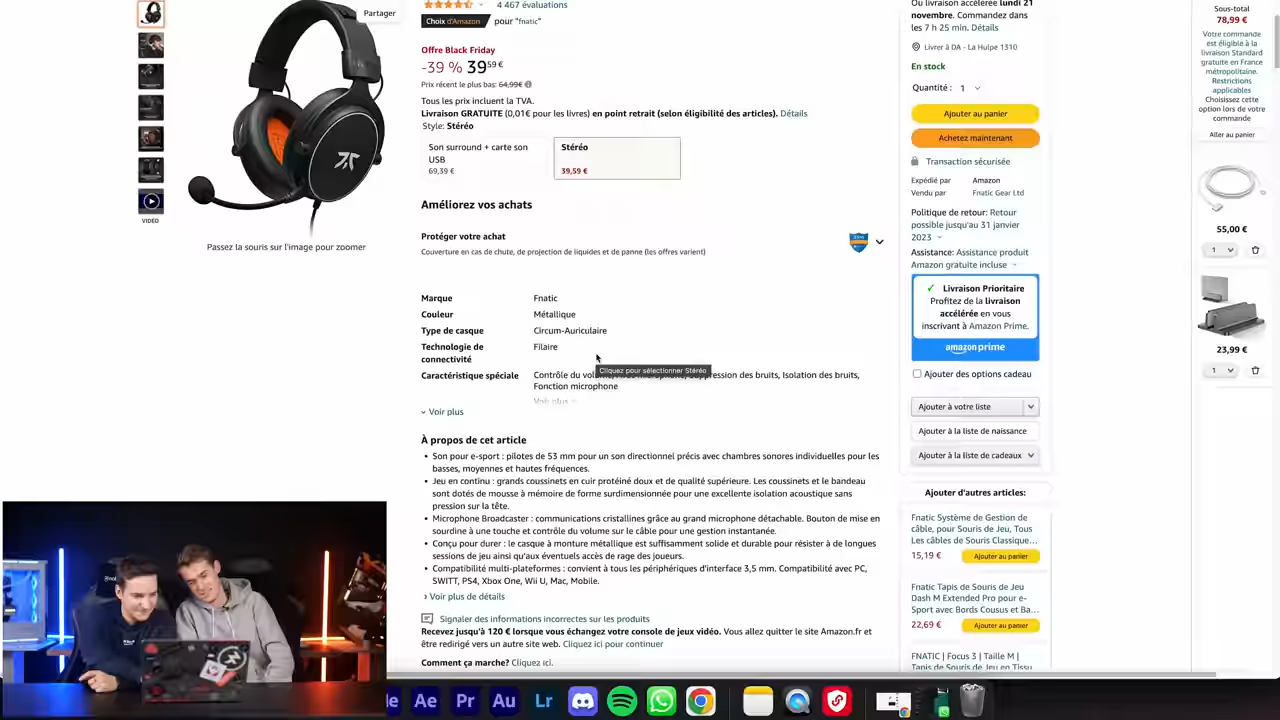 Partager
VIDÉO
Passez la souris sur l'image pour zoomer
4 467 évaluations
Choix d'Amazon pour "fnatic"
Offre Black Friday
-39 % 39,59 €
Prix récent le plus bas: 64,99€
Tous les prix incluent la TVA.
Livraison GRATUITE (0,01€ pour les livres) en point retrait (selon éligibilité des articles). Détails
Style: Stéréo
Son surround + carte son
USB
69,39 €
Stéréo
39,59 €
Améliorez vos achats
Protéger votre achat
Couverture en cas de chute, de projection de liquides et de panne (les offres varient)
Marque Fnatic
Couleur Métallique
Type de casque Circum-Auriculaire
Technologie de
connectivité
Filaire
Cliquez pour sélectionner Stéréo
Caractéristique spéciale
Contrôle du des bruits, Isolation des bruits,
Fonction microphone
Voir plus
Voir plus
À propos de cet article
• Son pour e-sport : pilotes de 53 mm pour un son directionnel précis avec chambres sonores individuelles pour les
basses, moyennes et hautes fréquences.
• Jeu en continu : grands coussinets en cuir protéiné doux et de qualité superieure. Les coussinets et le bandeau
sont dotés de mousse à mémoire de forme surdimensionnée pour une excellente isolation acoustique sans
pression sur la tête.
• Microphone Broadcaster : communications cristallines grâce au grand microphone détachable. Bouton de mise en
sourdine à une touche et contrôle du volume sur le câble pour une gestion instantanée.
• Conçu pour durer : le casque à monture métallique est suffisamment solide et durable pour résister à de longues
sessions de jeu ainsi qu'aux éventuels accès de rage des joueurs.
• Compatibilité multi-plateformes : convient à tous les périphériques d'interface 3,5 mm. Compatibilité avec PC,
SWITT, PS4, Xbox One, Wii U, Mac, Mobile.
› Voir plus de détails
Signaler des informations incorrectes sur les produits
Recevez jusqu'à 120 € lorsque vous échangez votre console de jeux vidéo. Vous allez quitter le site Amazon.fr et
être redirigé vers un autre site web. Cliquez ici pour continuer
Comment ça marche? Cliquez ici.
Ou livraison accélérée lundi 21
novembre. Commandez dans
les 7 h 25 min. Détails
Livrer à DA - La Hulpe 1310
En stock
Quantité : 1
Ajouter au panier
Achetez maintenant
Transaction sécurisée
Expédié par Amazon
Vendu par Fnatic Gear Ltd
Politique de retour: Retour
possible jusqu'au 31 janvier
2023
Assistance: Assistance produit
Amazon gratuite incluse
✓ Livraison Prioritaire
Profitez de la livraison
accélérée en vous
inscrivant à Amazon Prime.
amazon prime
Ajouter des options cadeau
Ajouter à votre liste
Ajouter à la liste de naissance
Ajouter à la liste de cadeaux
Ajouter d'autres articles:
Fnatic Système de Gestion de
câble, pour Souris de Jeu, Tous
Les câbles de Souris Classique…
15,19 € Ajouter au panier
Fnatic Tapis de Souris de Jeu
Dash M Extended Pro pour e-
Sport avec Bords Cousus et Ba…
22,69 € Ajouter au panier
FNATIC | Focus 3 | Taille M |
Tapis de Souris de Jeu en Tissu
Sous-total
78,99 €
Votre commande
est éligible à la
livraison Standard
gratuite en France
métropolitaine.
Restrictions
applicables
Choisissez cette
option lors de votre
commande
Aller au panier
55,00 €
1
23,99 €
1
Ae Pr Au Lr